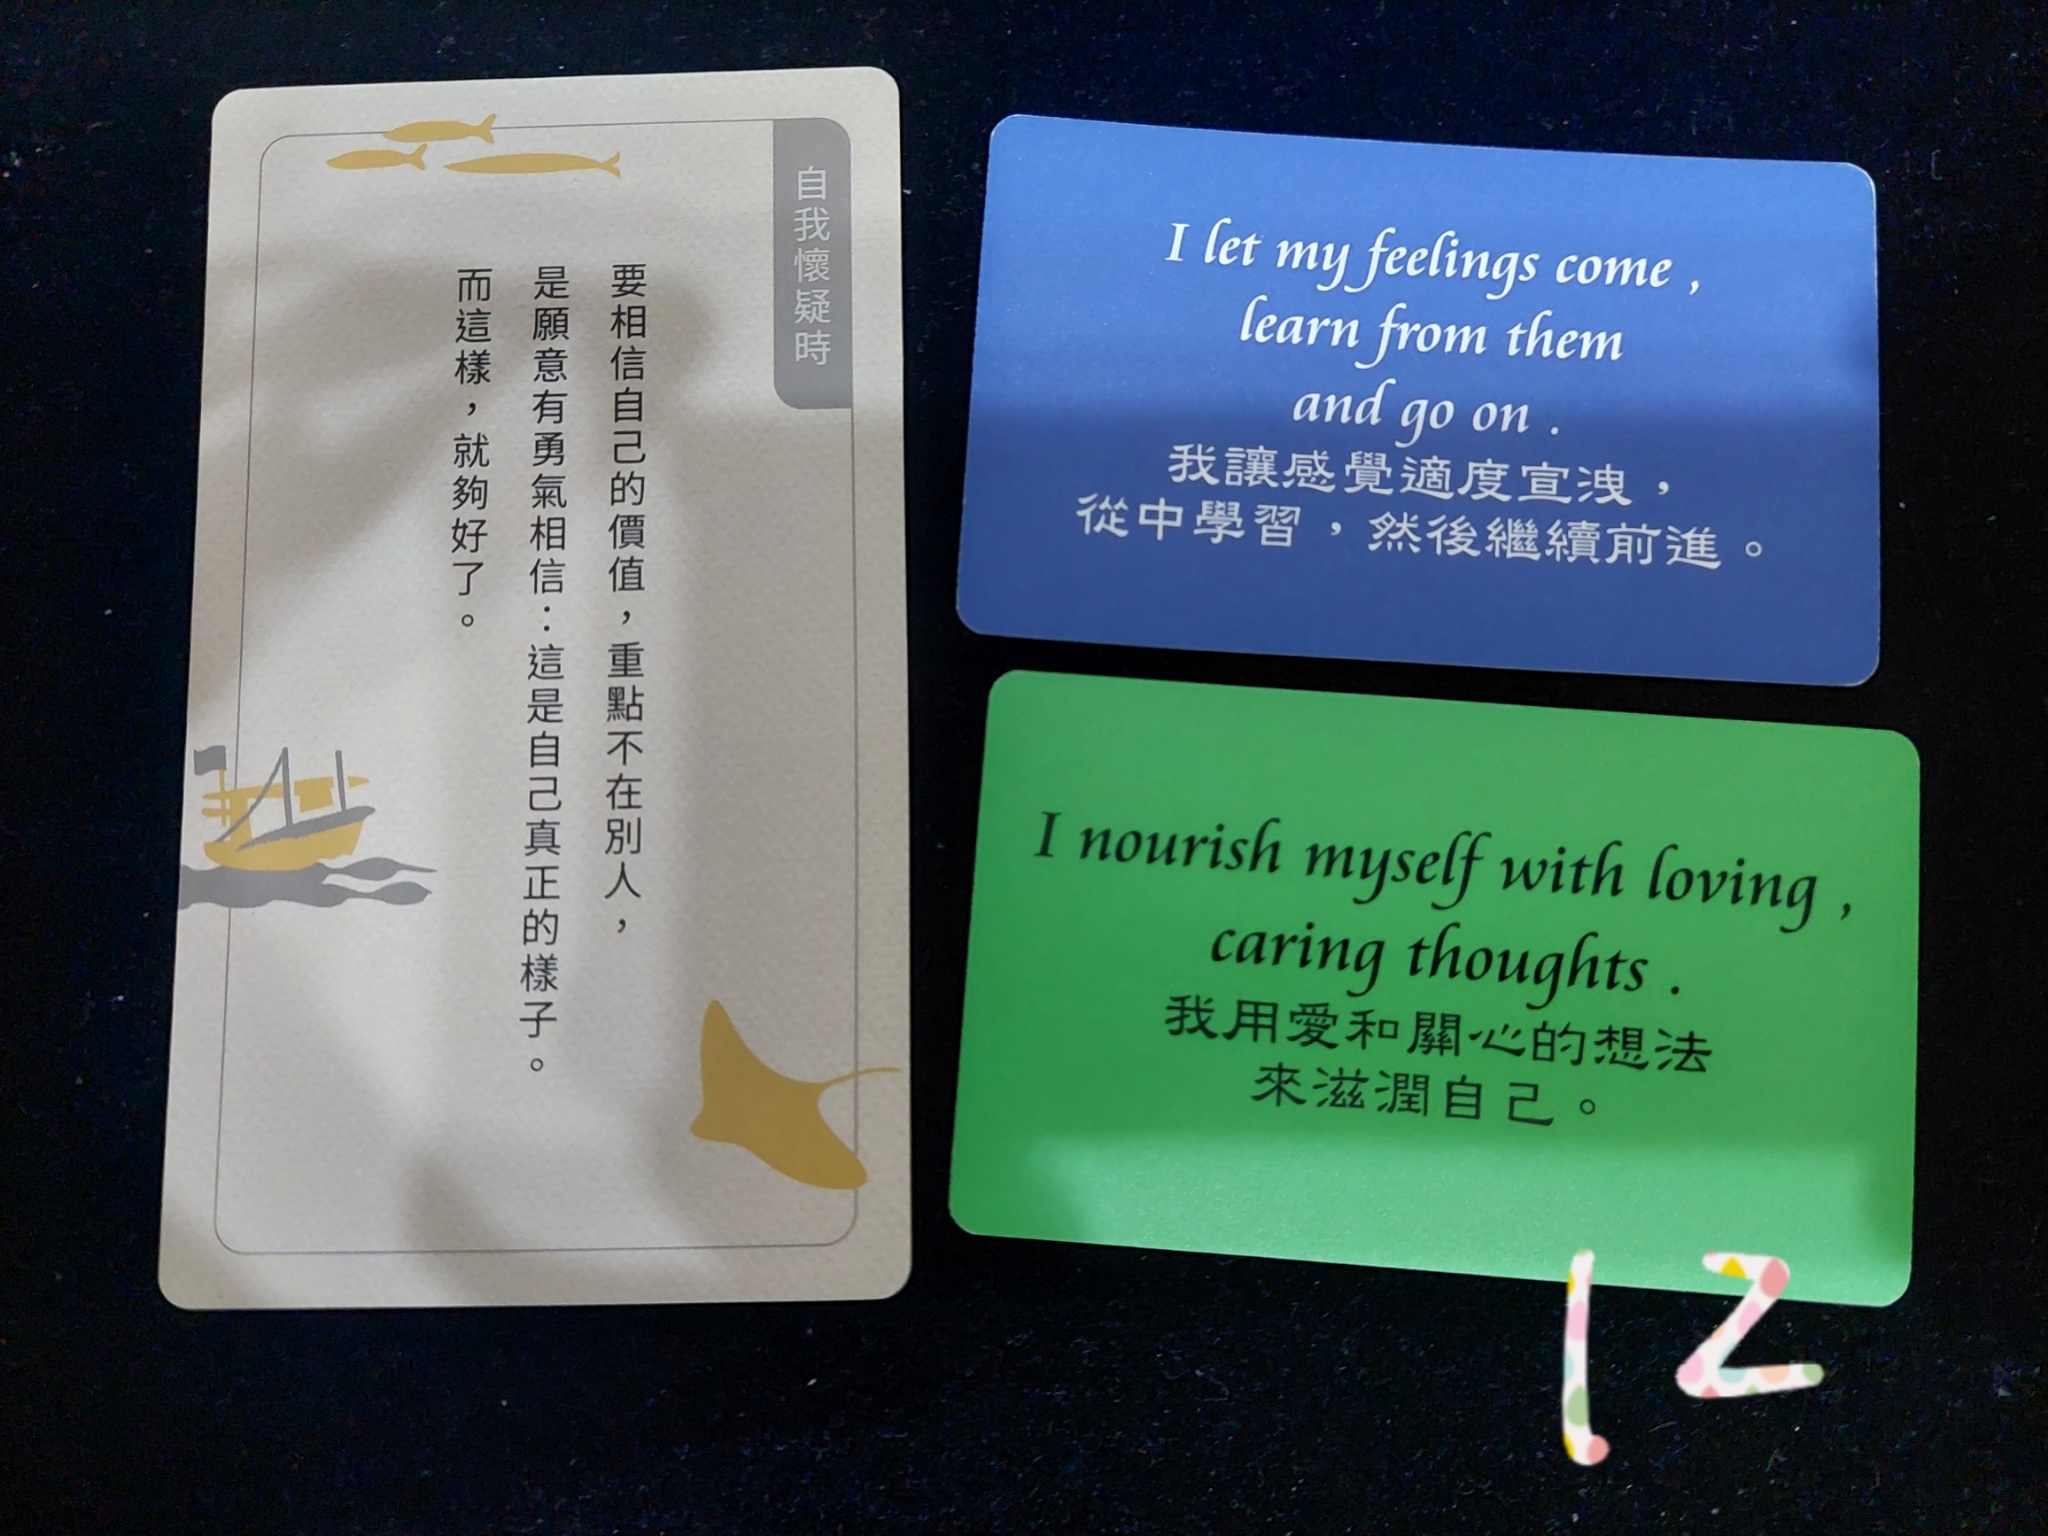 自我懷疑時
要相信自己的價值，重點不在別人，
是願意有勇氣相信：這是自己真正的樣子。
而這樣，就夠好了。
I let my feelings come ,
learn from them
and go on .
我讓感覺適度宣洩，
從中學習，然後繼續前進。
I nourish myself with loving ,
caring thoughts .
我用愛和關心的想法
來滋潤自己。
12